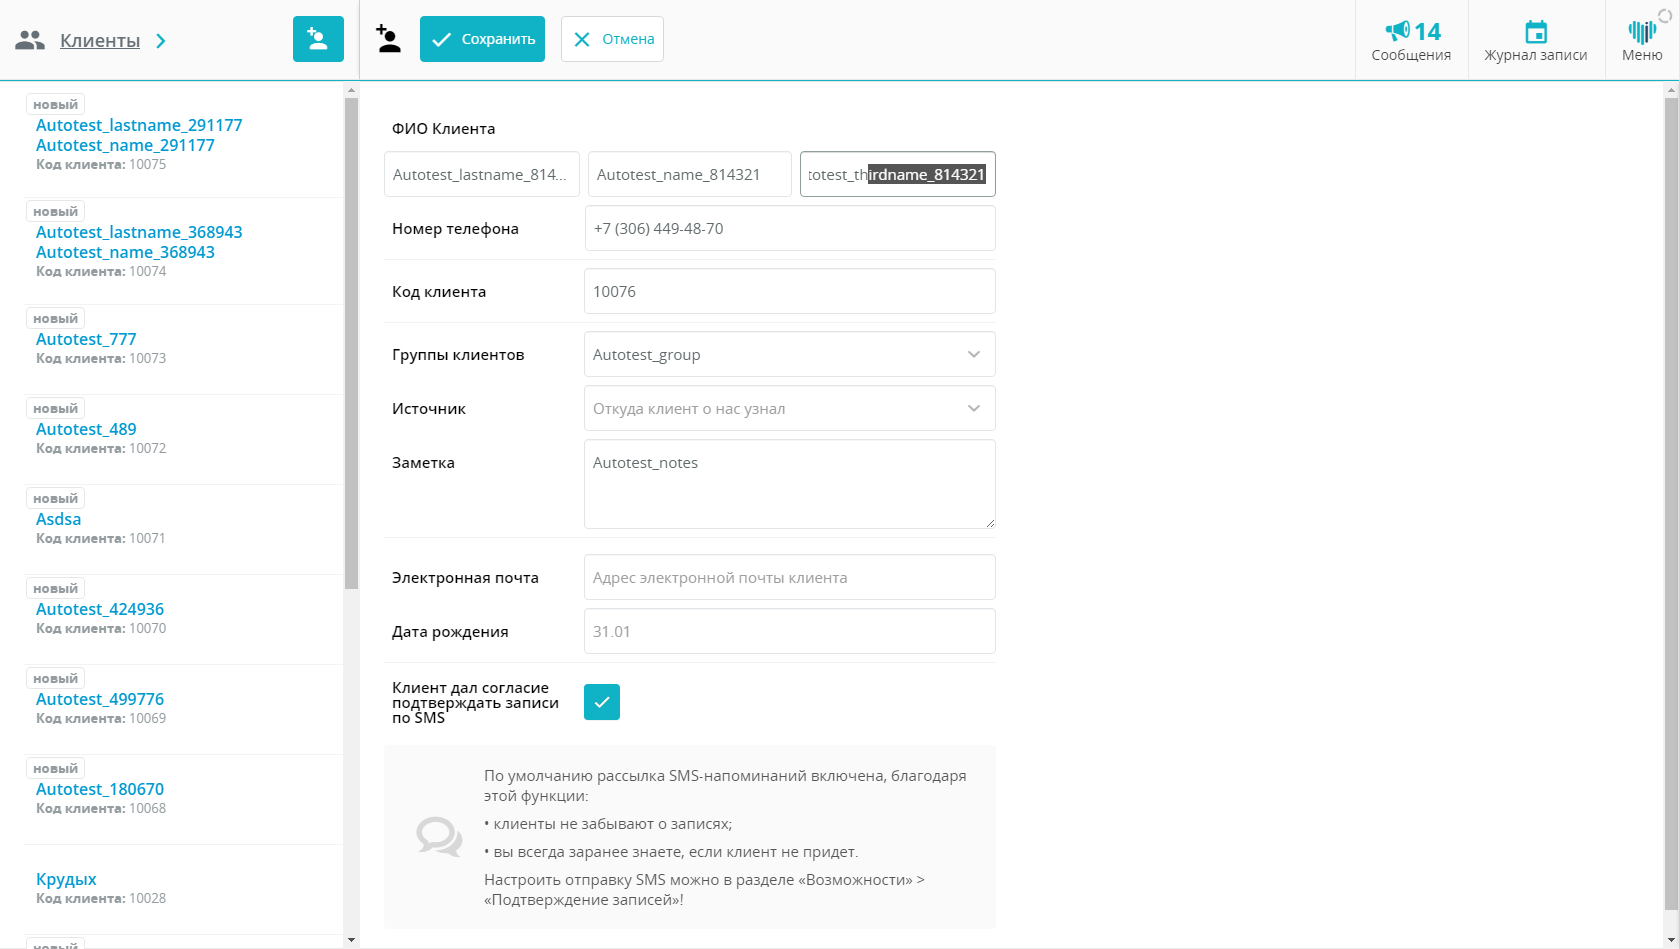 Клиенты
Сохранить
Отмена
14
Сообщения
Журнал записи
Меню
новый
Autotest_lastname_291177
Autotest_name_291177
Код клиента: 10075
новый
Autotest_lastname_368943
Autotest_name_368943
Код клиента: 10074
новый
Autotest_777
Код клиента: 10073
новый
Autotest_489
Код клиента: 10072
новый
Asdsa
Код клиента: 10071
новый
Autotest_424936
Код клиента: 10070
новый
Autotest_499776
Код клиента: 10069
новый
Autotest_180670
Код клиента: 10068
Крудых
Код клиента: 10028
новый
ФИО Клиента
Autotest_lastname_814...
Autotest_name_814321
totest_thirdname_814321
Номер телефона
+7 (306) 449-48-70
Код клиента
10076
Группы клиентов
Autotest_group
Источник
Откуда клиент о нас узнал
Заметка
Autotest_notes
Электронная почта
Адрес электронной почты клиента
Дата рождения
31.01
Клиент дал согласие
подтверждать записи
по SMS
По умолчанию рассылка SMS-напоминаний включена, благодаря
этой функции:
• клиенты не забывают о записях;
• вы всегда заранее знаете, если клиент не придет.
Настроить отправку SMS можно в разделе «Возможности» >
«Подтверждение записей»!